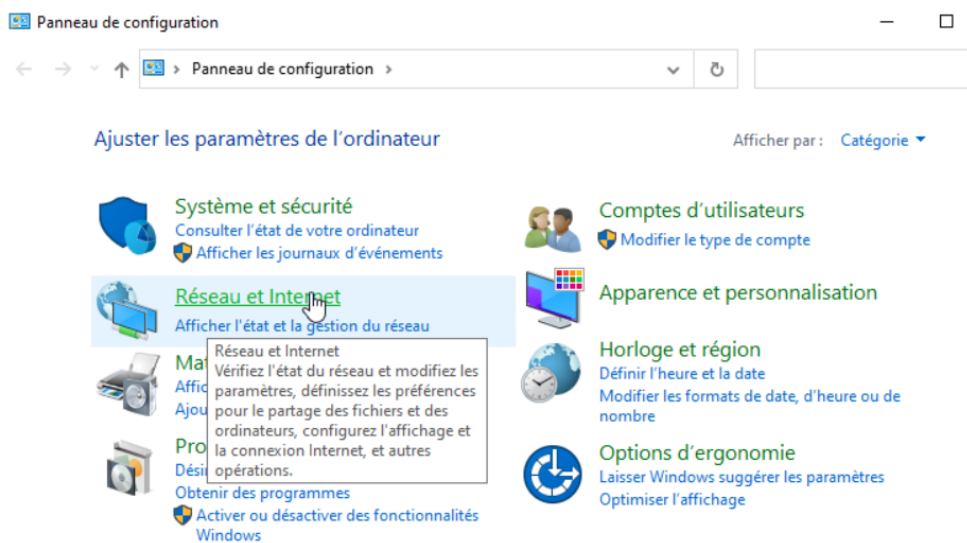 Panneau de configuration
Panneau de configuration
Ajuster les paramètres de l'ordinateur
Afficher par : Catégorie
Système et sécurité
Consulter l'état de votre ordinateur
Afficher les journaux d'événements
Réseau et Internet
Afficher l'état et la gestion du réseau
Réseau et Internet
Vérifiez l'état du réseau et modifiez les
paramètres, définissez les préférences
pour le partage des fichiers et des
ordinateurs, configurez l'affichage et
la connexion Internet, et autres
opérations.
Obtenir des programmes
Activer ou désactiver des fonctionnalités
Windows
Comptes d'utilisateurs
Modifier le type de compte
Apparence et personnalisation
Horloge et région
Définir l'heure et la date
Modifier les formats de date, d'heure ou de
nombre
Options d'ergonomie
Laisser Windows suggérer les paramètres
Optimiser l'affichage